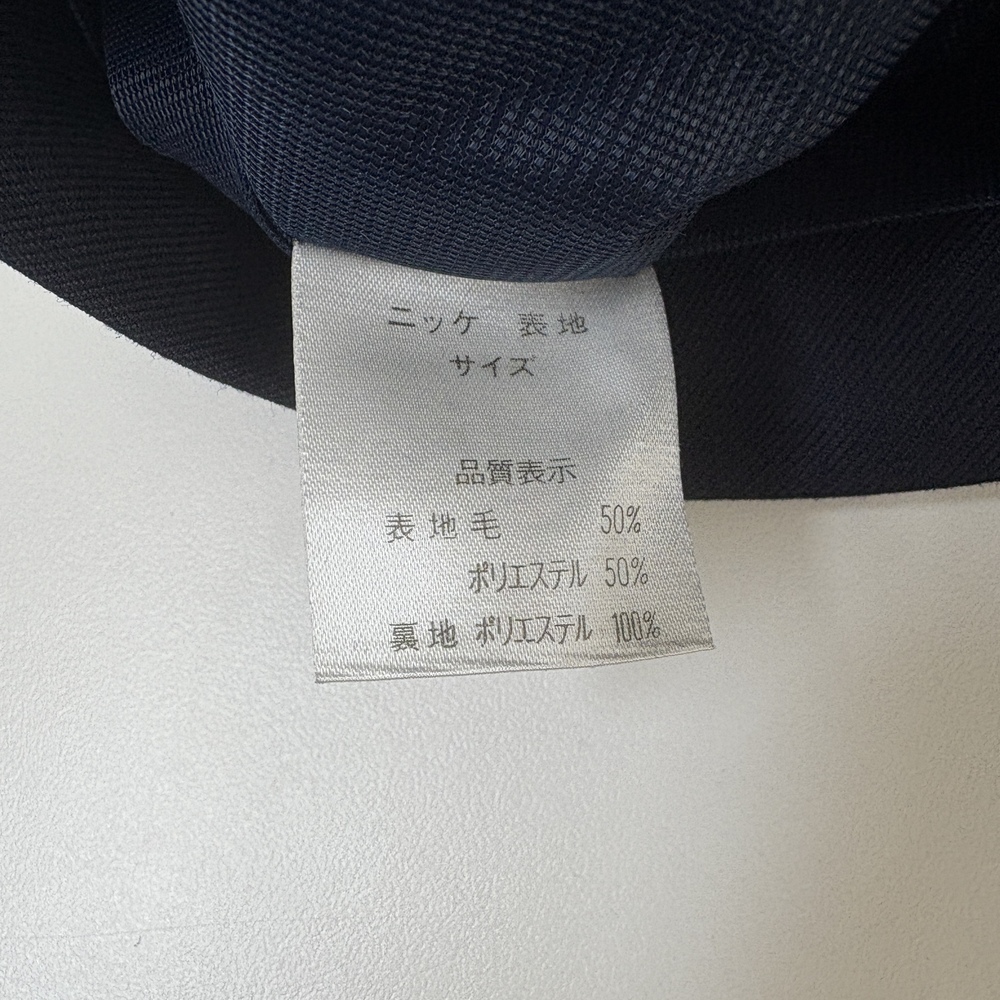 ニッケ 表地
サイズ
品質表示
表地毛 50%
ポリエステル 50%
裏地 ポリエステル 100%